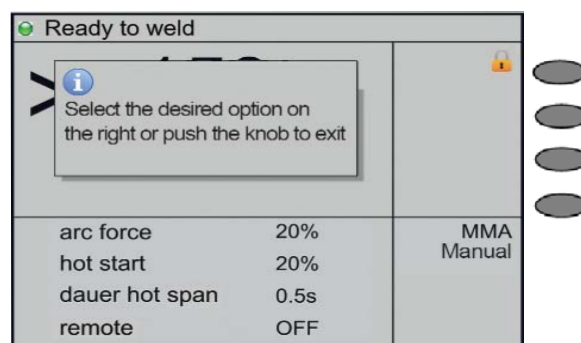 Ready to weld
Select the desired option on
the right or push the knob to exit
arc force 20%
hot start 20%
dauer hot span 0.5s
remote OFF
MMA
Manual